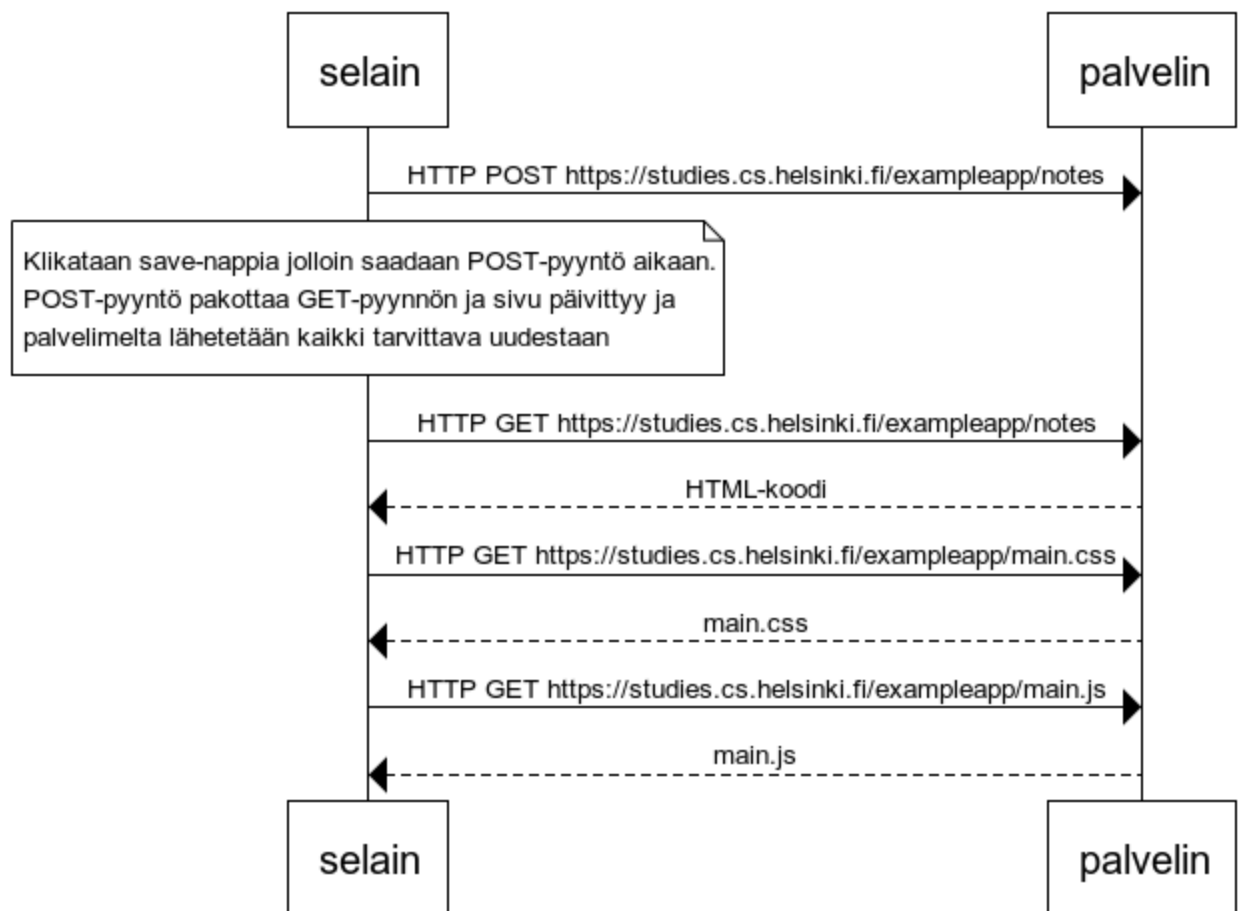 selain
palvelin
HTTP POST https://studies.cs.helsinki.fi/exampleapp/notes
Klikataan save-nappia jolloin saadaan POST-pyyntö aikaan.
POST-pyyntö pakottaa GET-pyynnön ja sivu päivittyy ja
palvelimelta lähetetään kaikki tarvittava uudestaan
HTTP GET https://studies.cs.helsinki.fi/exampleapp/notes
HTML-koodi
HTTP GET https://studies.cs.helsinki.fi/exampleapp/main.css
main.css
HTTP GET https://studies.cs.helsinki.fi/exampleapp/main.js
main.js
selain
palvelin